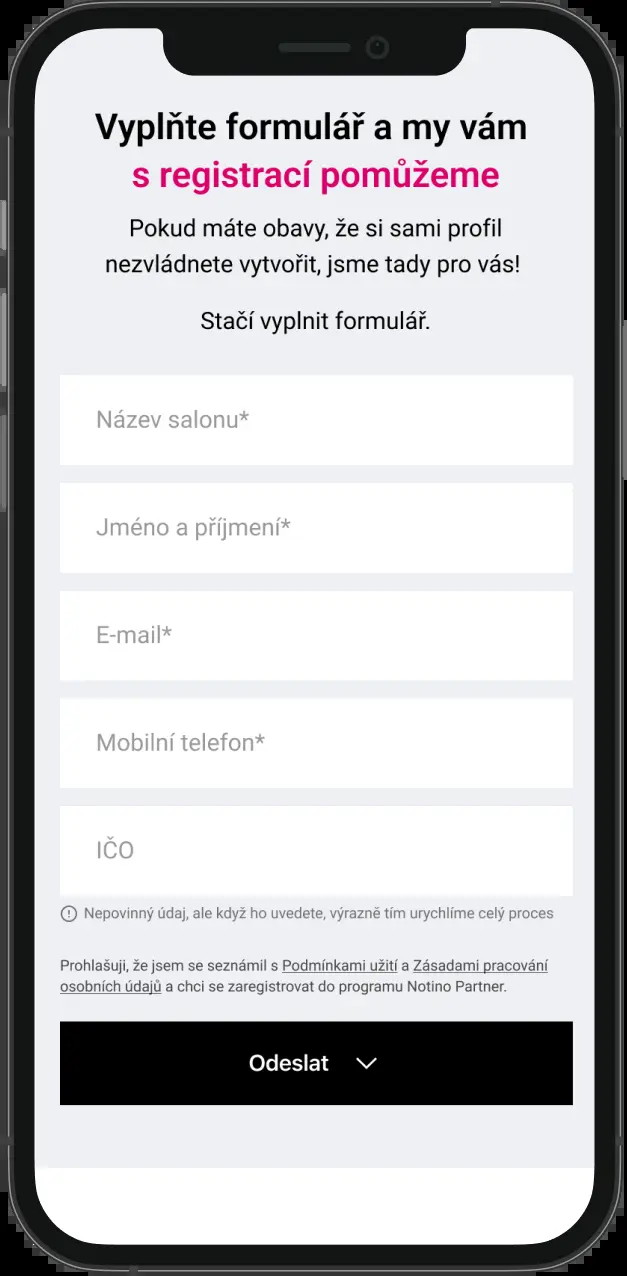 Vyplňte formulář a my vám
s registrací pomůžeme
Pokud máte obavy, že si sami profil
nezvládnete vytvořit, jsme tady pro vás!
Stačí vyplnit formulář.
Název salonu*
Jméno a příjmení*
E-mail*
Mobilní telefon*
IČO
Nepovinný údaj, ale když ho uvedete, výrazně tím urychlíme celý proces
Prohlašuji, že jsem se seznámil s Podmínkami užití a Zásadami pracování
osobních údajů a chci se zaregistrovat do programu Notino Partner.
Odeslat